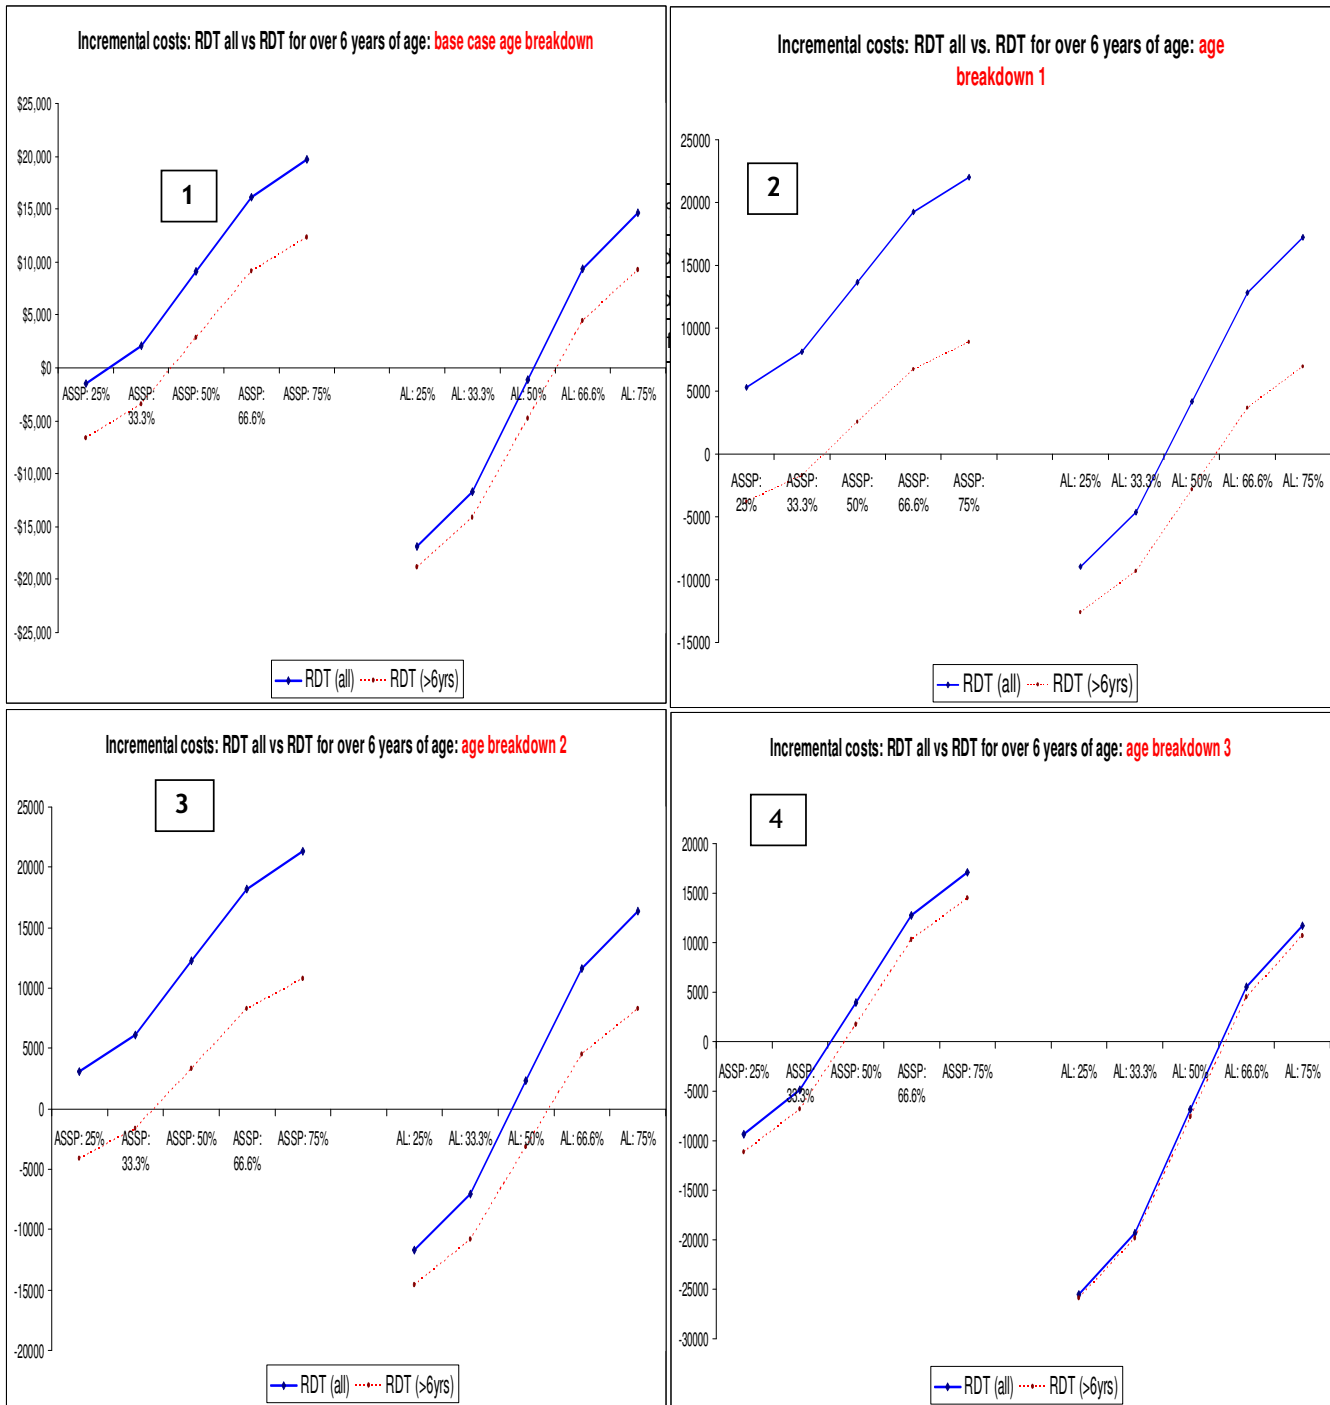 Incremental costs: RDT all vs RDT for over 6 years of age: base case age breakdown
1
$25,000
$20,000
$15,000
$10,000
$5,000
$0
-$5,000
-$10,000
-$15,000
-$20,000
-$25,000
ASSP: 25%
ASSP: 33.3%
ASSP: 50%
ASSP: 66.6%
ASSP: 75%
AL: 25%
AL: 33.3%
AL: 50%
AL: 66.6%
AL: 75%
RDT (all)
RDT (>6yrs)
Incremental costs: RDT all vs. RDT for over 6 years of age: age
breakdown 1
2
25000
20000
15000
10000
5000
0
-5000
-10000
-15000
ASSP: 25%
ASSP: 33.3%
ASSP: 50%
ASSP: 66.6%
ASSP: 75%
AL: 25%
AL: 33.3%
AL: 50%
AL: 66.6%
AL: 75%
RDT (all)
RDT (>6yrs)
Incremental costs: RDT all vs RDT for over 6 years of age: age breakdown 2
3
25000
20000
15000
10000
5000
0
-5000
-10000
-15000
-20000
ASSP: 25%
ASSP: 33.3%
ASSP: 50%
ASSP: 66.6%
ASSP: 75%
AL: 25%
AL: 33.3%
AL: 50%
AL: 66.6%
AL: 75%
RDT (all)
RDT (>6yrs)
Incremental costs: RDT all vs RDT for over 6 years of age: age breakdown 3
4
20000
15000
10000
5000
0
-5000
-10000
-15000
-20000
-25000
-30000
ASSP: 25%
ASSP: 33.3%
ASSP: 50%
ASSP: 66.6%
ASSP: 75%
AL: 25%
AL: 33.3%
AL: 50%
AL: 66.6%
AL: 75%
RDT (all)
RDT (>6yrs)